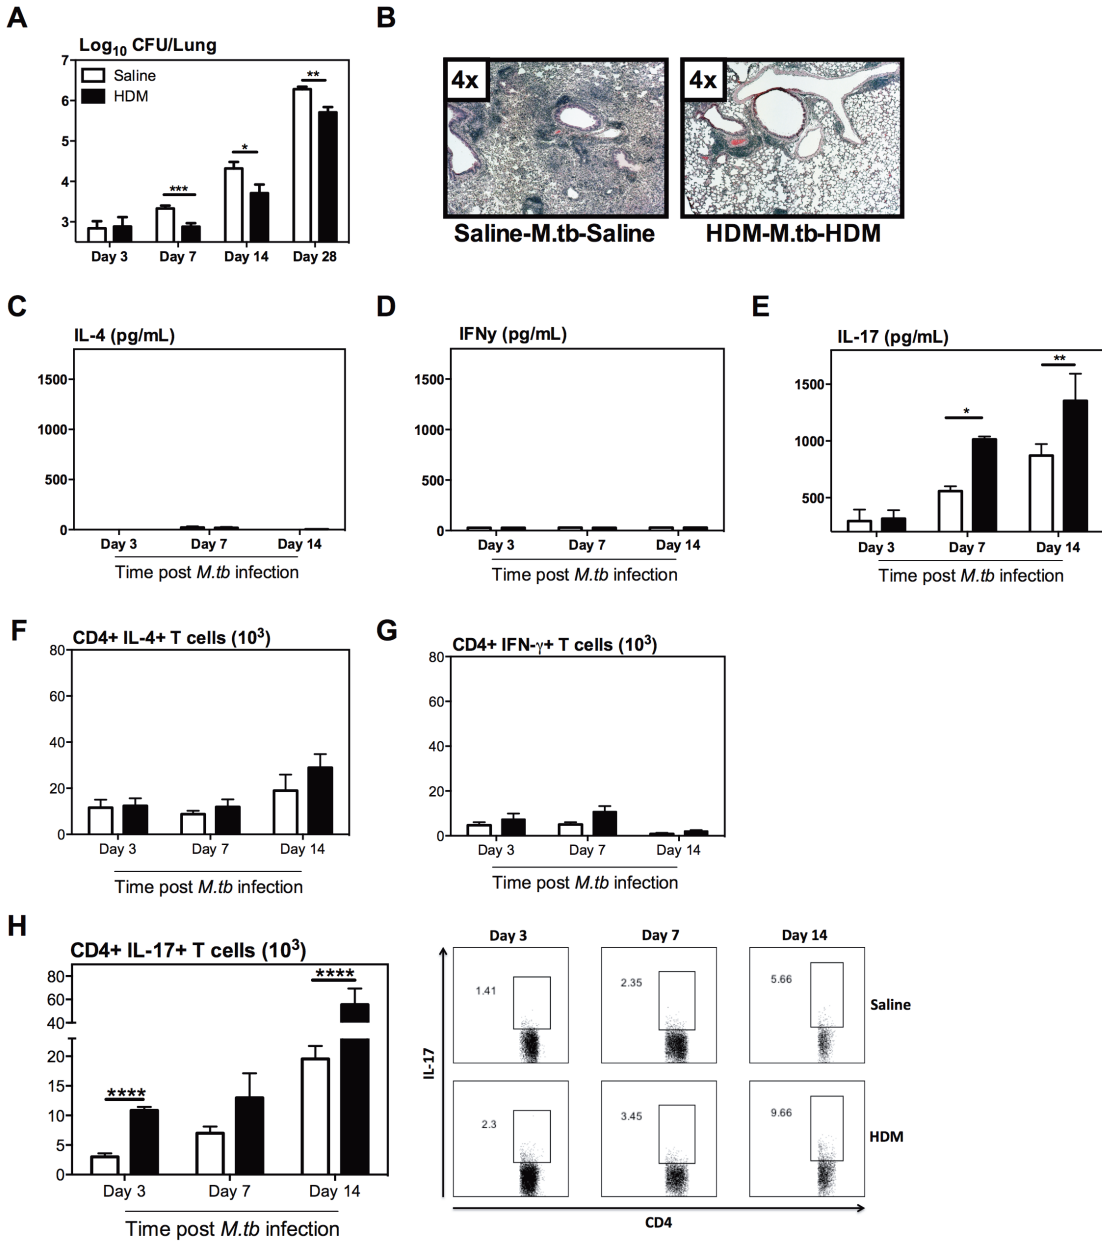 A
B
Log10 CFU/Lung
7
6
5
4
3
Saline
HDM
***
*
**
Day 3 Day 7 Day 14 Day 28
4x
4x
Saline-M.tb-Saline
HDM-M.tb-HDM
C
IL-4 (pg/mL)
1500
1000
500
0
Day 3 Day 7 Day 14
Time post M.tb infection
D
IFNy (pg/mL)
1500
1000
500
0
Day 3 Day 7 Day 14
Time post M.tb infection
E
IL-17 (pg/mL)
1500
1000
500
*
**
Day 3 Day 7 Day 14
Time post M.tb infection
F
CD4+ IL-4+ T cells (10³)
80
60
40
20
0
Day 3 Day 7 Day 14
Time post M.tb infection
G
CD4+ IFN-γ+ T cells (10³)
80
60
40
20
0
Day 3 Day 7 Day 14
Time post M.tb infection
H
CD4+ IL-17+ T cells (10³)
80
60
40
20
15
10
5
0
****
****
Day 3 Day 7 Day 14
Time post M.tb infection
Day 3 Day 7 Day 14
1.41
2.35
5.66
Saline
IL-17
2.3
3.45
9.66
HDM
CD4